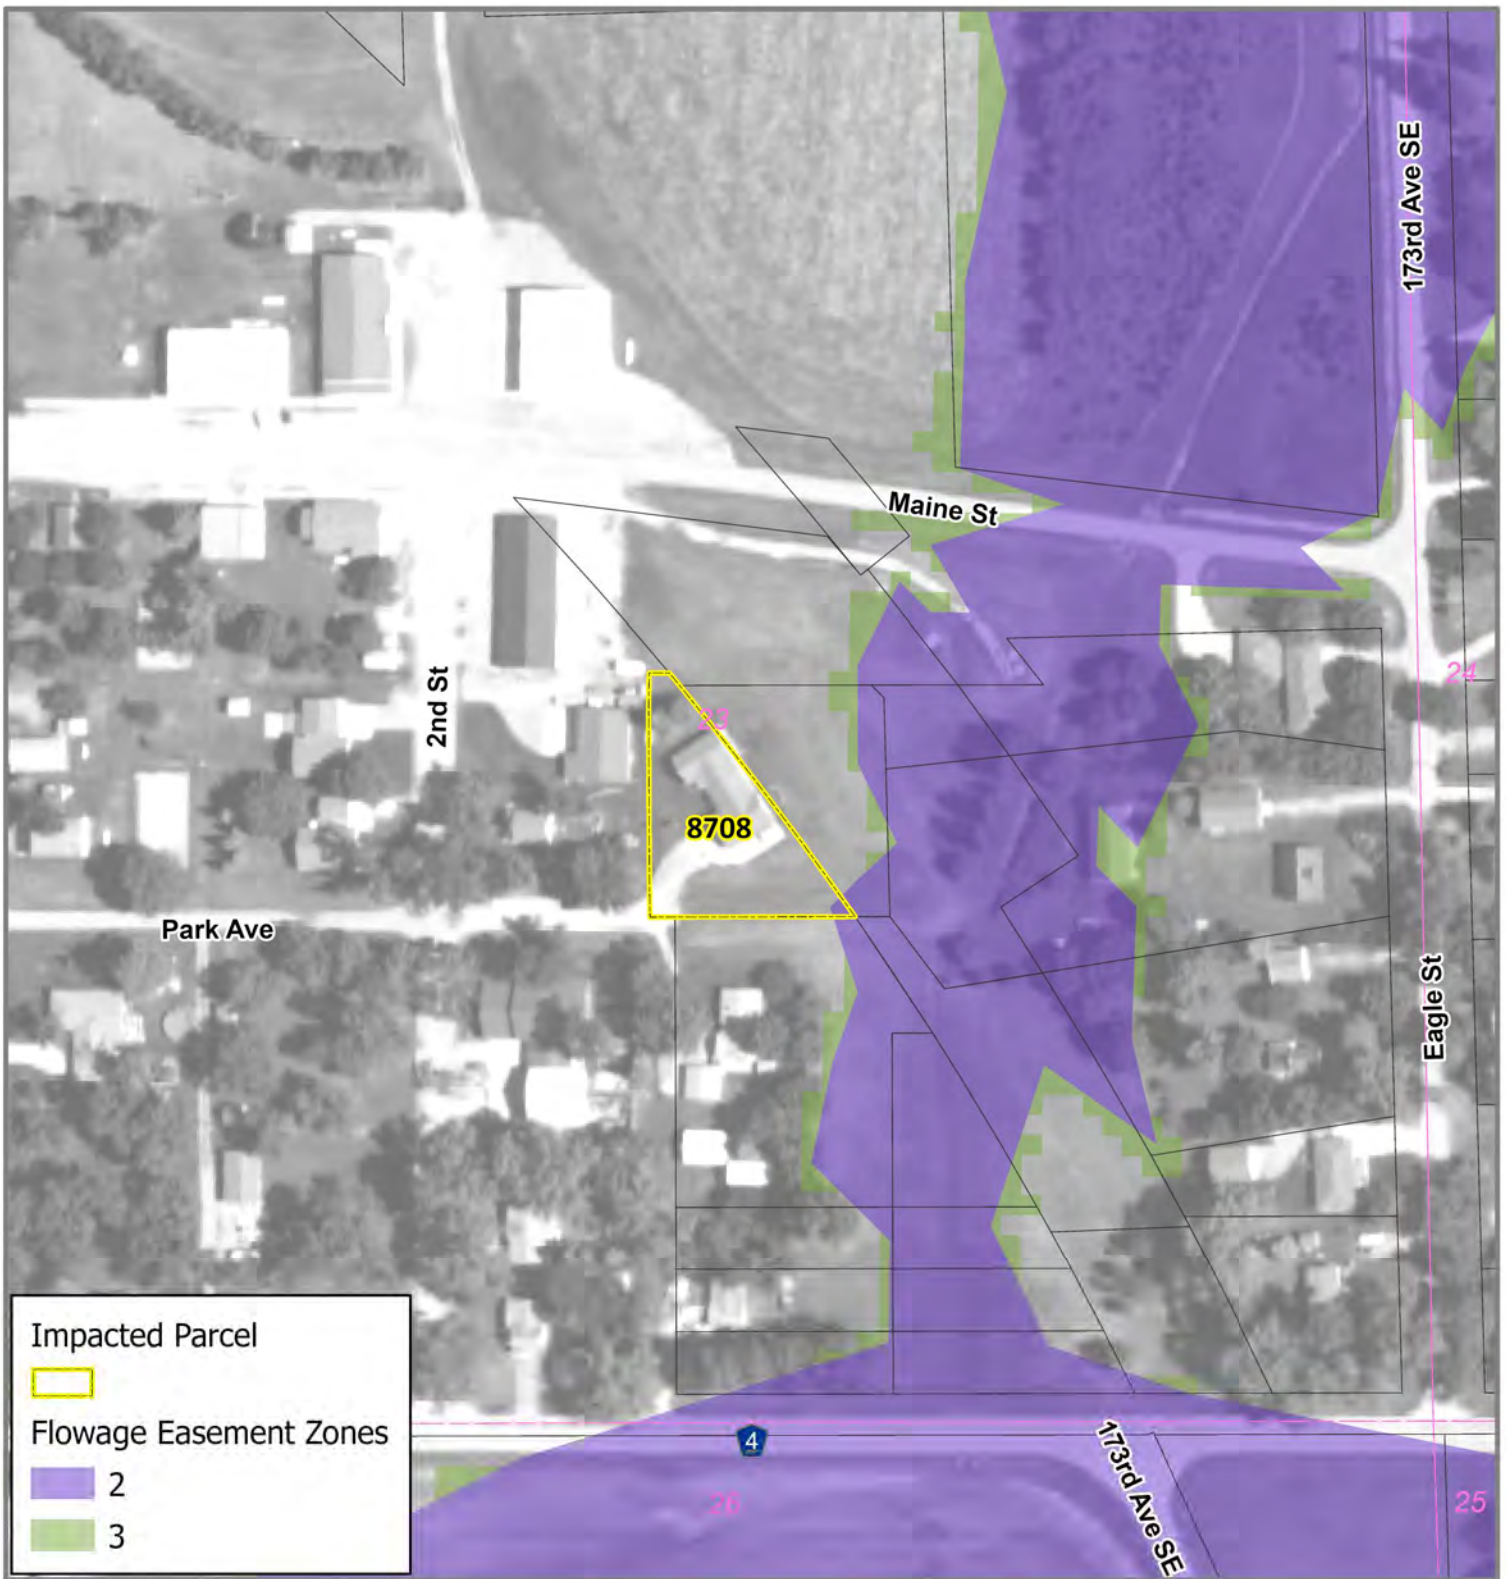 173rd Ave SE
Maine St
24
2nd St
23
8708
Park Ave
Eagle St
Impacted Parcel
Flowage Easement Zones
2
3
4
173rd Ave SE
26
25